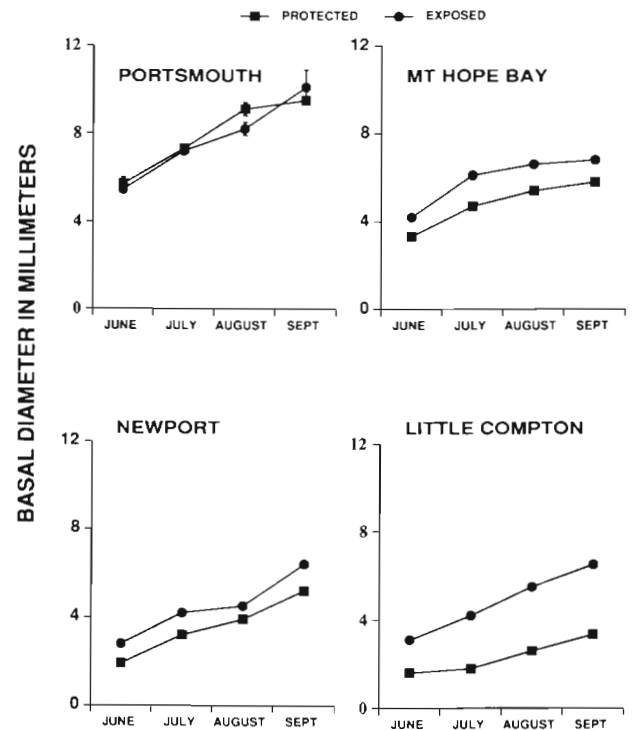 PROTECTED EXPOSED
BASAL DIAMETER IN MILLIMETERS
PORTSMOUTH
12
8
4
0
JUNE JULY AUGUST SEPT
MT HOPE BAY
12
8
4
0
JUNE JULY AUGUST SEPT
NEWPORT
12
8
4
0
JUNE JULY AUGUST SEPT
LITTLE COMPTON
12
8
4
0
JUNE JULY AUGUST SEPT